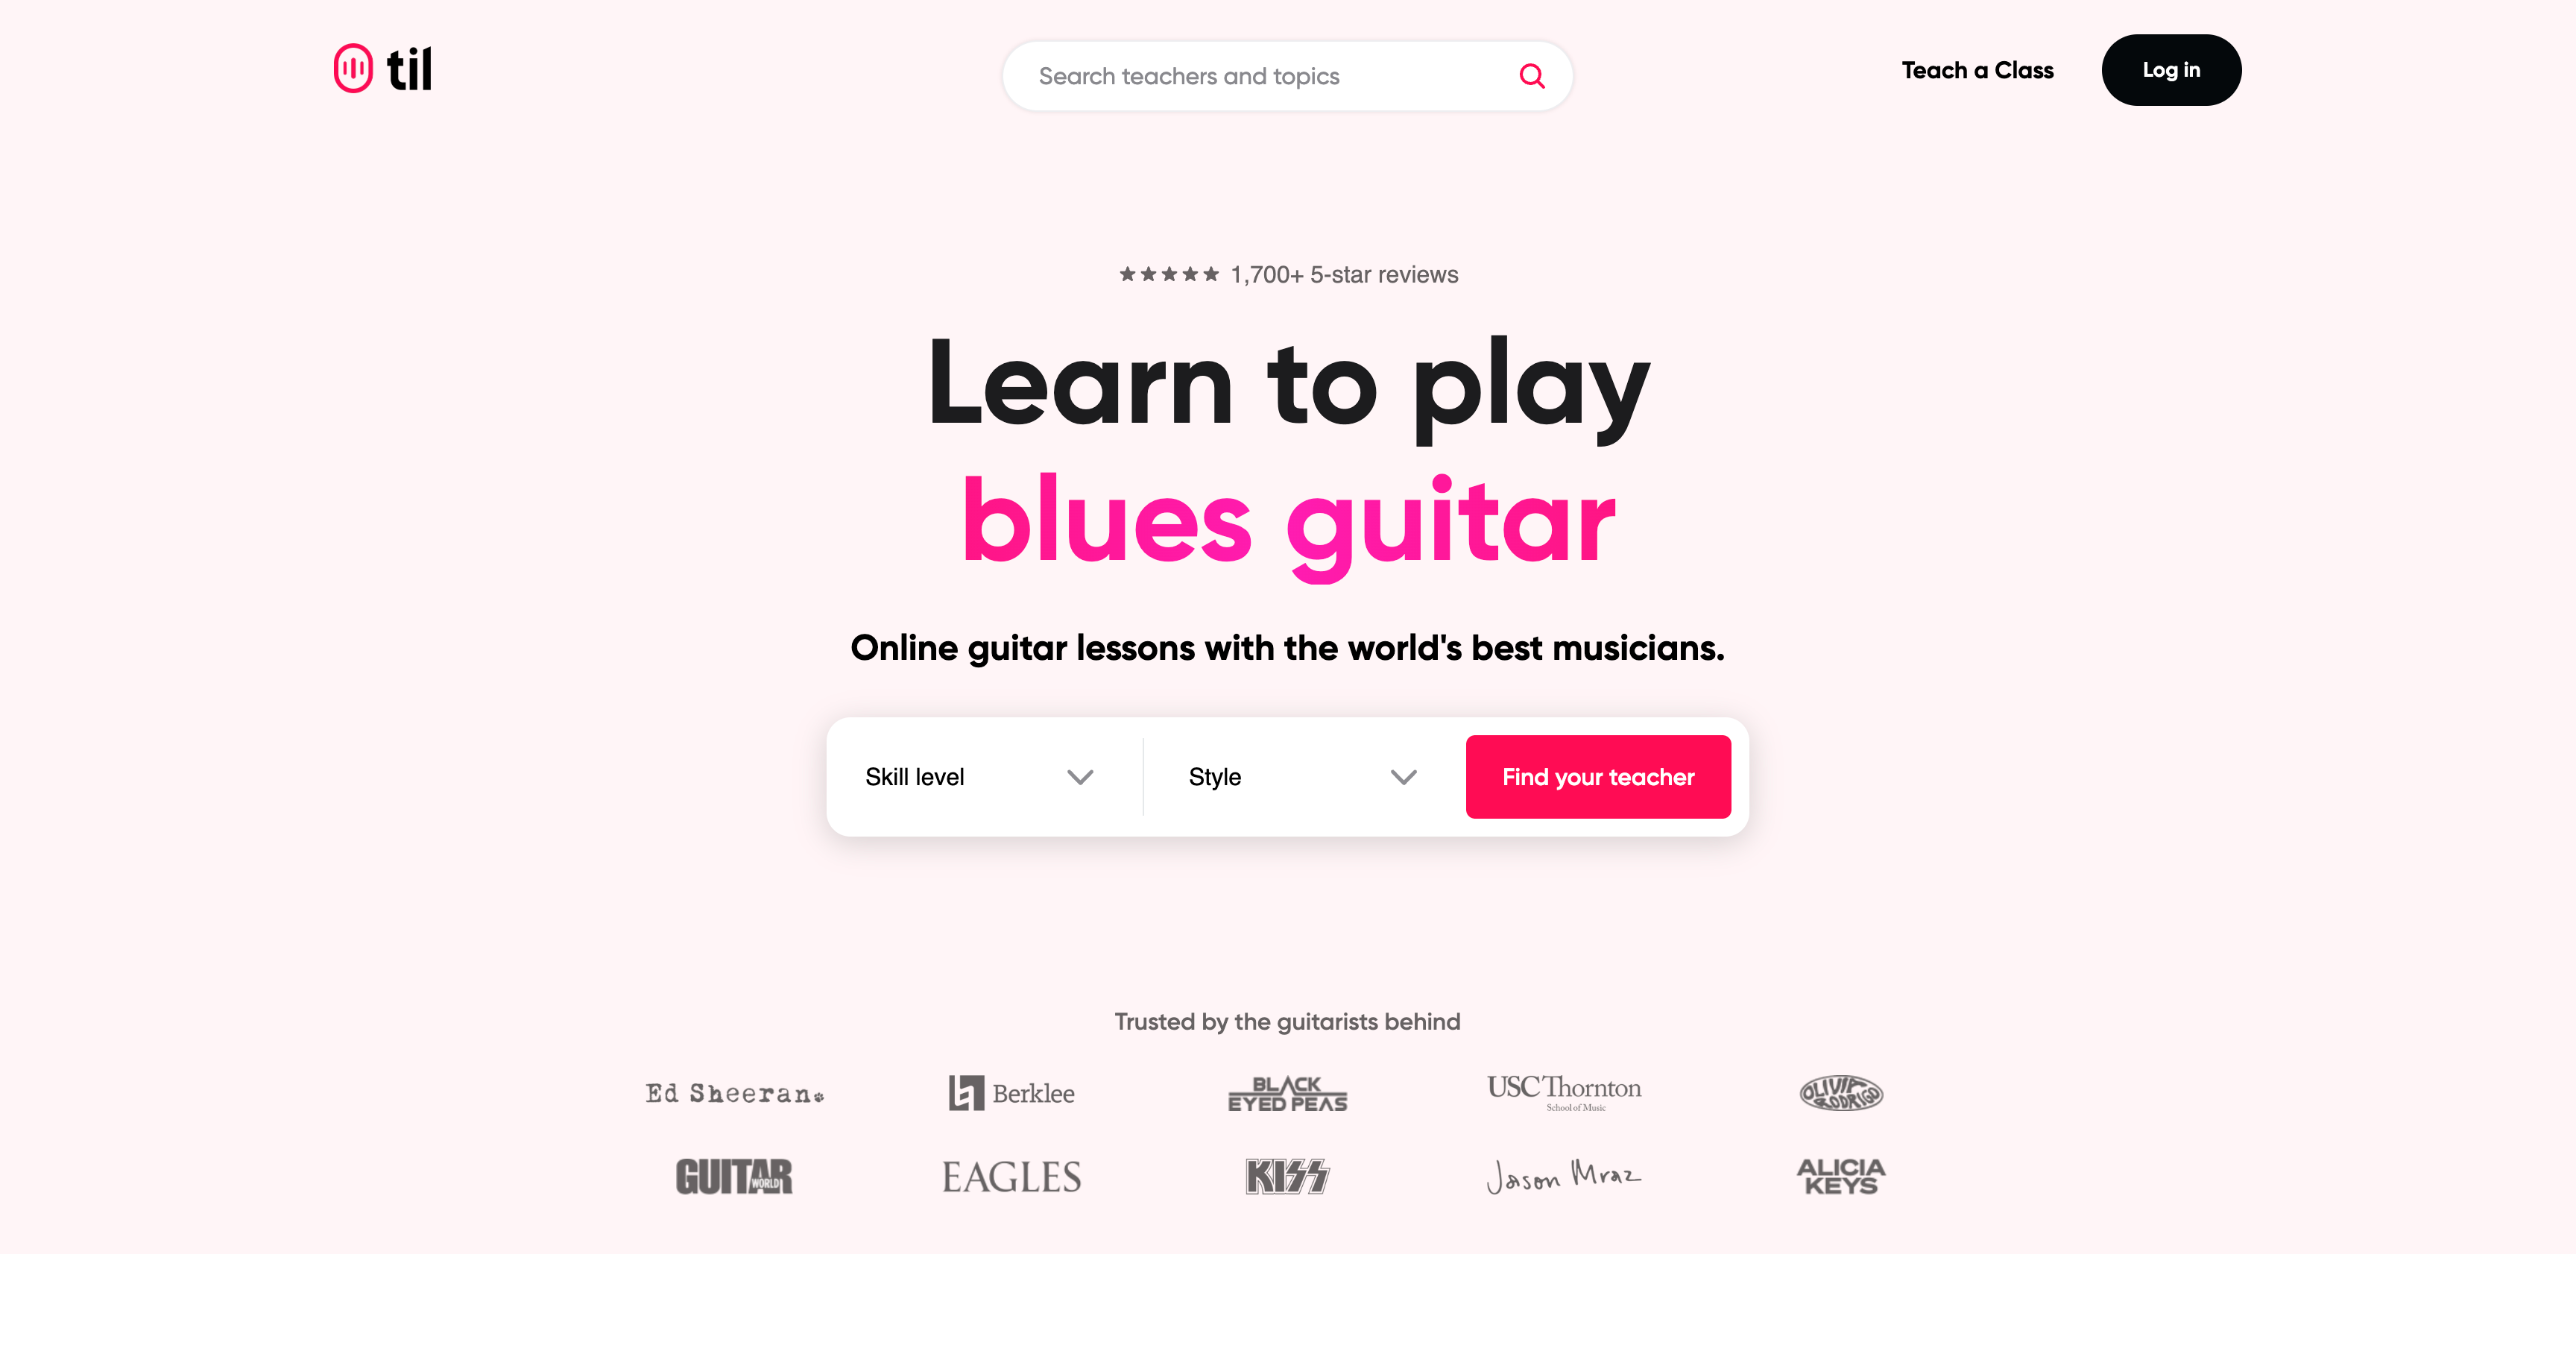 til
Search teachers and topics
Teach a Class
Log in
★★★★★ 1,700+ 5-star reviews
Learn to play
blues guitar
Online guitar lessons with the world's best musicians.
Skill level
Style
Find your teacher
Trusted by the guitarists behind
Ed Sheeran
Berklee
BLACK
EYED PEAS
USC Thornton
School of Music
OLIVIA
RODRIGO
GUITAR
WORLD
EAGLES
KISS
Jason Mraz
ALICIA
KEYS